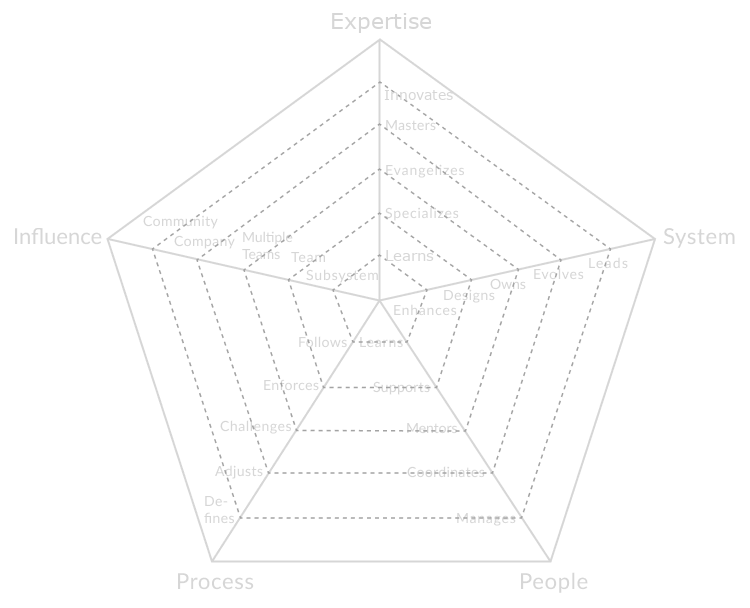 Expertise
Innovates
Masters
Evangelizes
Specializes
Learns
Influence
Community
Company
Multiple
Teams
Team
Subsystem
System
Leads
Evolves
Owns
Designs
Enhances
Follows
Learns
Enforces
Supports
Challenges
Mentors
Adjusts
Coordinates
De-
fines
Manages
Process
People